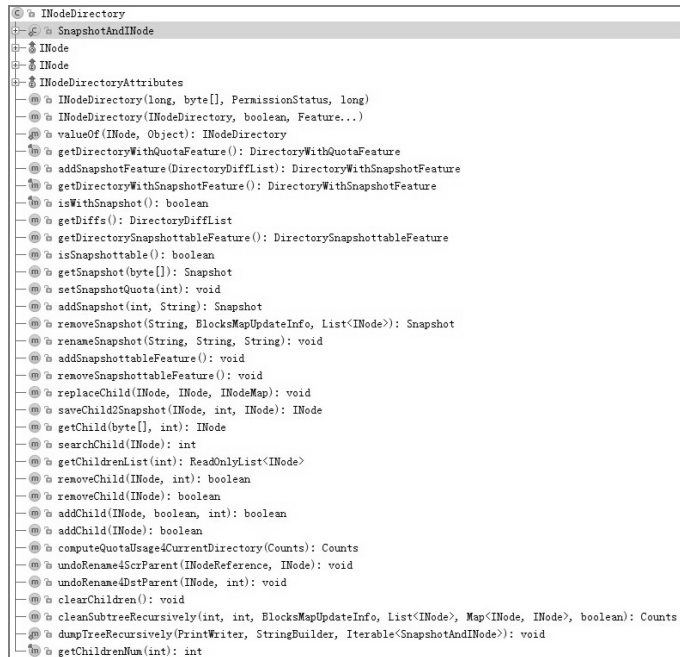 INodeDirectory
SnapshotAndINode
INode
INode
INodeDirectoryAttributes
INodeDirectory(long, byte[], PermissionStatus, long)
INodeDirectory(INodeDirectory, boolean, Feature...)
valueOf(INode, Object): INodeDirectory
getDirectoryWithQuotaFeature(): DirectoryWithQuotaFeature
addSnapshotFeature(DirectoryDiffList): DirectoryWithSnapshotFeature
getDirectoryWithSnapshotFeature(): DirectoryWithSnapshotFeature
isWithSnapshot(): boolean
getDiffs(): DirectoryDiffList
getDirectorySnapshottableFeature(): DirectorySnapshottableFeature
isSnapshottable(): boolean
getSnapshot(byte[]): Snapshot
setSnapshotQuota(int): void
addSnapshot(int, String): Snapshot
removeSnapshot(String, BlocksMapUpdateInfo, List<INode>): Snapshot
renameSnapshot(String, String, String): void
addSnapshottableFeature(): void
removeSnapshottableFeature(): void
replaceChild(INode, INode, INodeMap): void
saveChild2Snapshot(INode, int, INode): INode
getChild(byte[], int): INode
searchChild(INode): int
getChildrenList(int): ReadOnlyList<INode>
removeChild(INode, int): boolean
removeChild(INode): boolean
addChild(INode, boolean, int): boolean
addChild(INode): boolean
computeQuotaUsage4CurrentDirectory(Counts): Counts
undoRename4ScrParent(INodeReference, INode): void
undoRename4DstParent(INode, int): void
clearChildren(): void
cleanSubtreeRecursively(int, int, BlocksMapUpdateInfo, List<INode>, Map<INode, INode>, boolean): Counts
dumpTreeRecursively(PrintWriter, StringBuilder, Iterable<SnapshotAndINode>): void
getChildrenNum(int): int